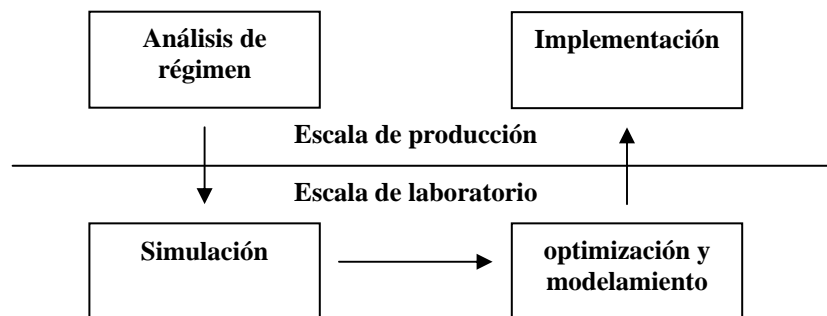 Análisis de
régimen
Implementación
Escala de producción
Escala de laboratorio
Simulación
optimización y
modelamiento